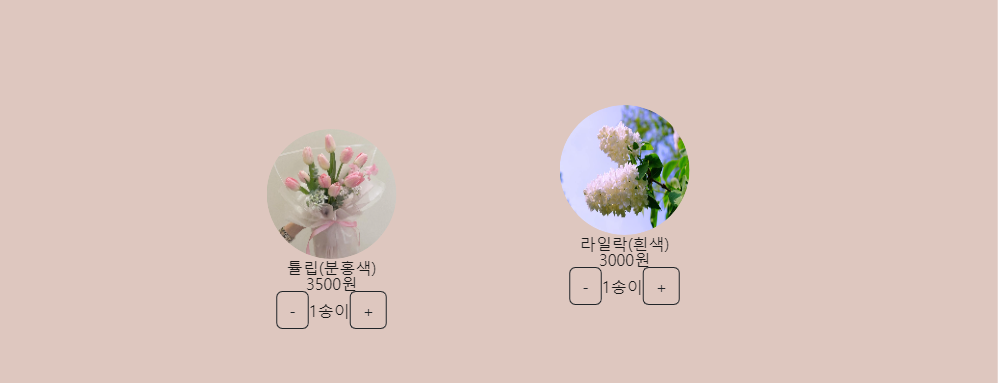 튤립(분홍색)
3500원
- 1송이 +
라일락(흰색)
3000원
- 1송이 +